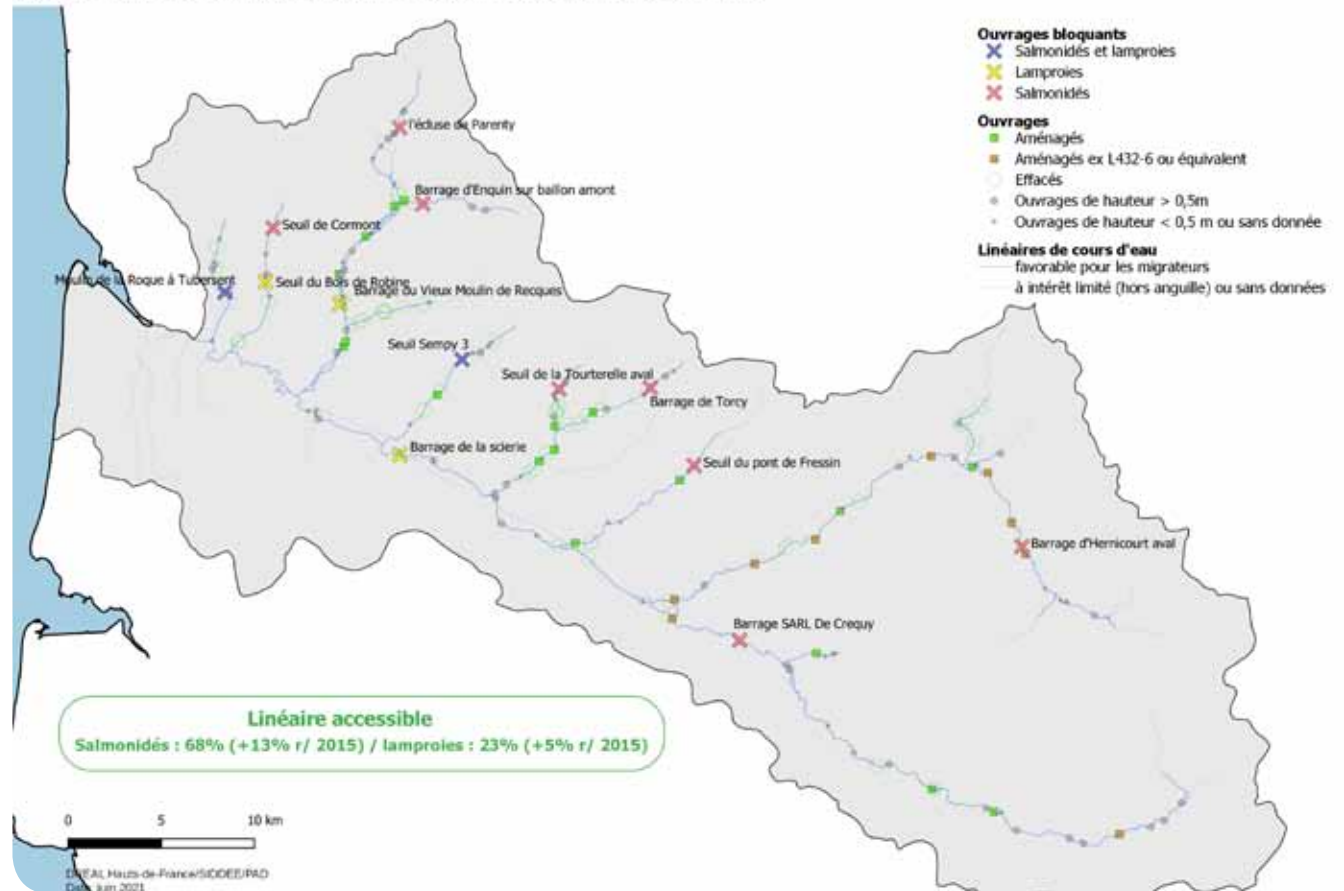 Ouvrages bloquants
Salmonidés et lamproies
Lamproies
Salmonidés
Ouvrages
Aménagés
Aménagés ex L432-6 ou équivalent
Effacés
Ouvrages de hauteur > 0,5m
Ouvrages de hauteur < 0,5 m ou sans donnée
Linéaires de cours d'eau
favorable pour les migrateurs
à intérêt limité (hors anguille) ou sans données
l'écluse de Parenty
Barrage d'Enquin sur baillon amont
Seuil de Cormont
Moulin de la Roque à Tubersent
Seuil du Bois de Robine
Barrage du Vieux Moulin de Recques
Seuil Sempy 3
Seuil de la Tourterelle aval
Barrage de Torcy
Barrage de la scierie
Seuil du pont de Fressin
Barrage d'Hernicourt aval
Barrage SARL De Crequy
Linéaire accessible
Salmonidés : 68% (+13% r/ 2015) / lamproies : 23% (+5% r/ 2015)
0 5 10 km
DREAL Hauts-de-France/SIDDEE/PAD
Date: juin 2021